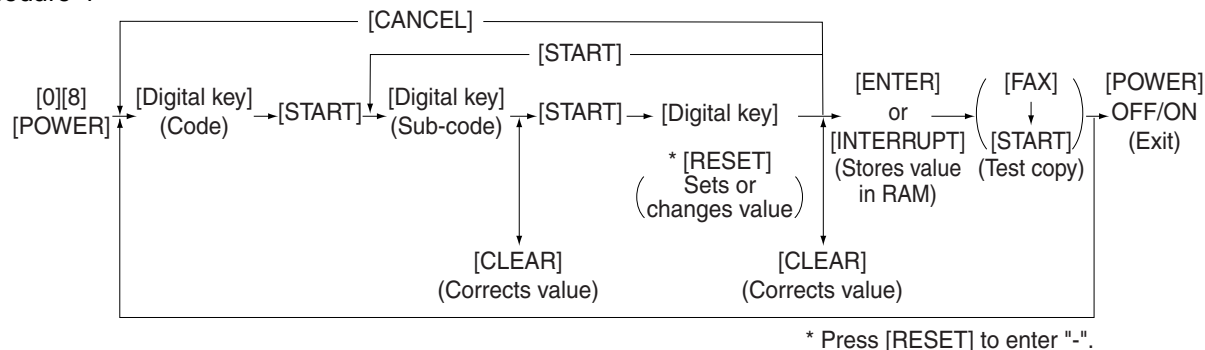 [CANCEL]
[START]
[0][8]
[POWER]
[Digital key]
(Code)
[START]
[Digital key]
(Sub-code)
[START]
[Digital key]
* [RESET]
Sets or
changes value
[ENTER]
or
[INTERRUPT]
(Stores value
in RAM)
[FAX]
[START]
(Test copy)
[POWER]
OFF/ON
(Exit)
[CLEAR]
(Corrects value)
[CLEAR]
(Corrects value)
* Press [RESET] to enter "-".